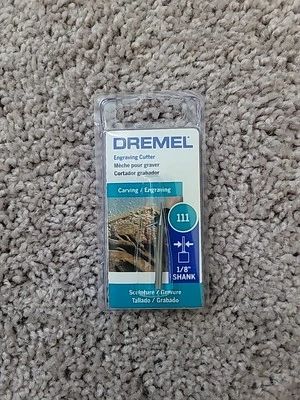 DREMEL
Engraving Cutter
Mèche pour graver
Cortador grabador
Carving / Engraving
111
1/8"
SHANK
Sculpture / Gravure
Tallado / Grabado